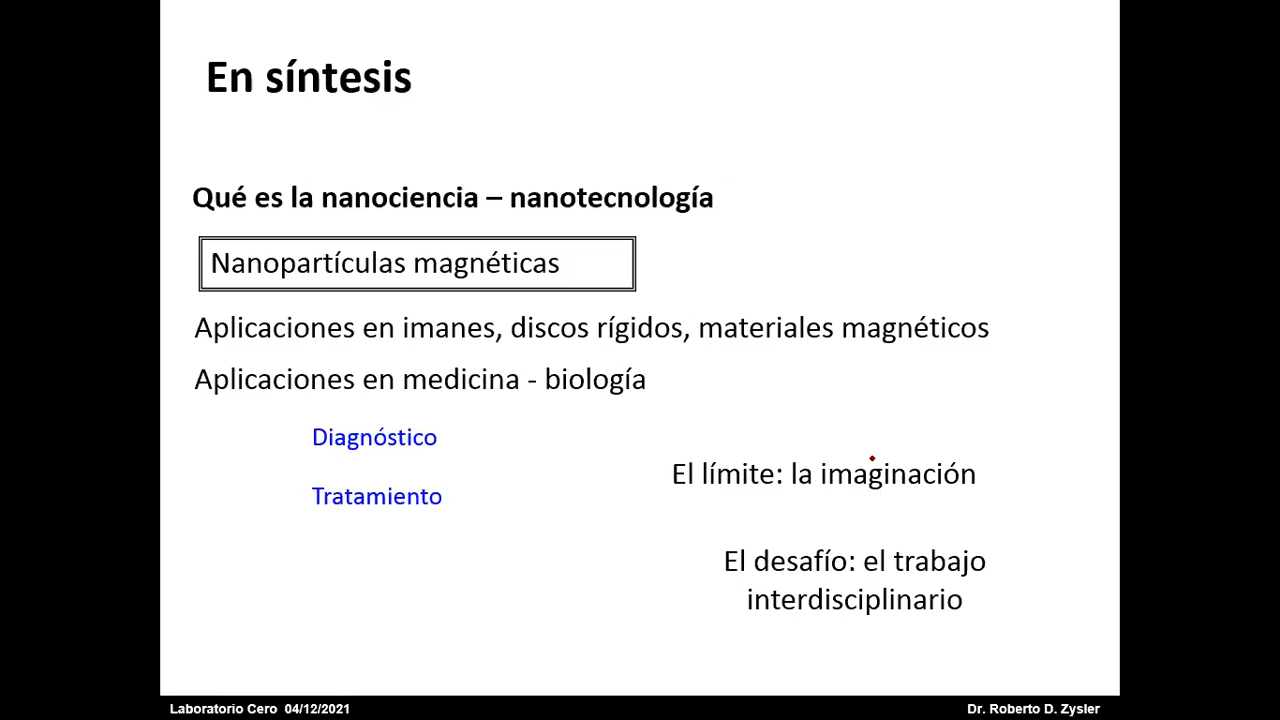 En síntesis
Qué es la nanociencia – nanotecnología
Nanopartículas magnéticas
Aplicaciones en imanes, discos rígidos, materiales magnéticos
Aplicaciones en medicina - biología
Diagnóstico
Tratamiento
El límite: la imaginación
El desafío: el trabajo
interdisciplinario
Laboratorio Cero 04/12/2021
Dr. Roberto D. Zysler